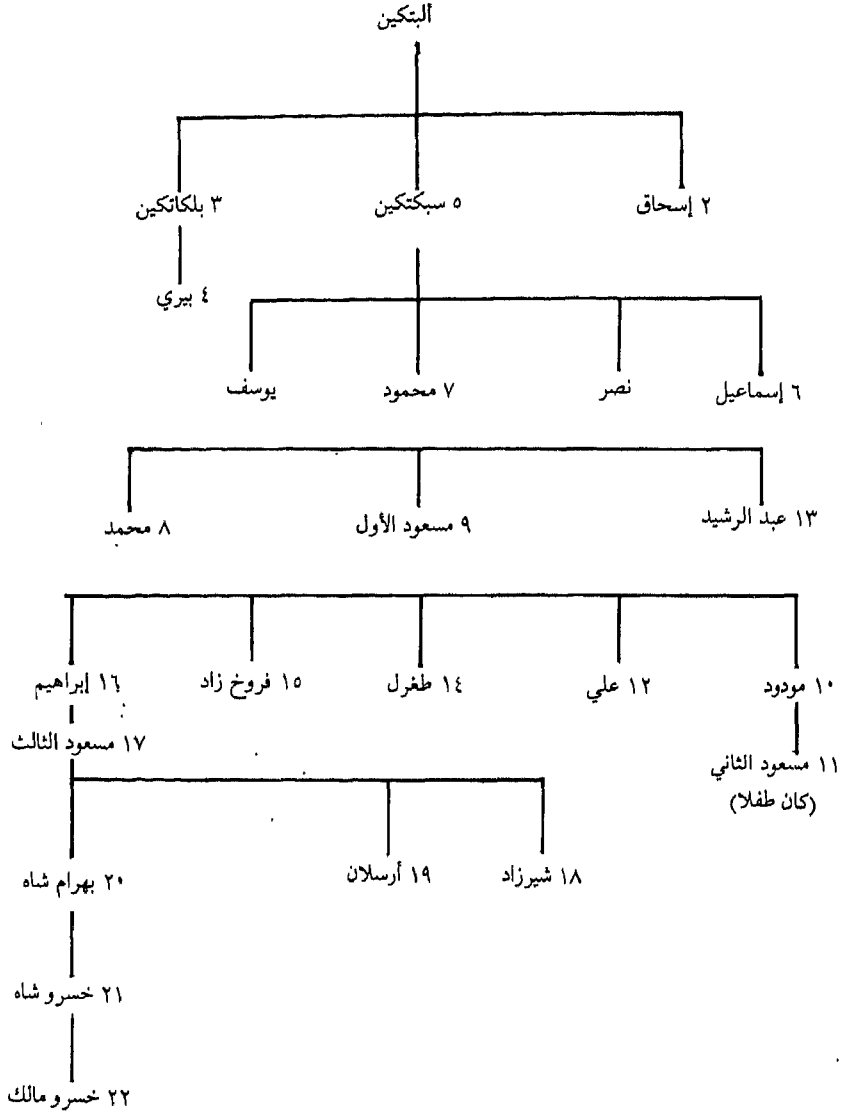 ألبتكين
٢ إسحاق
٥ سبكتكين
٣ بلكاتكين
٤ بيري
٦ إسماعيل
نصر
٧ محمود
يوسف
١٣ عبد الرشيد
٩ مسعود الأول
٨ محمد
١٠ مودود
١٢ علي
١٤ طغرل
١٥ فروخ زاد
١٦ إبراهيم
١١ مسعود الثاني
(كان طفلا)
١٧ مسعود الثالث
١٨ شيرزاد
١٩ أرسلان
٢٠ بهرام شاه
٢١ خسرو شاه
٢٢ خسرو مالك